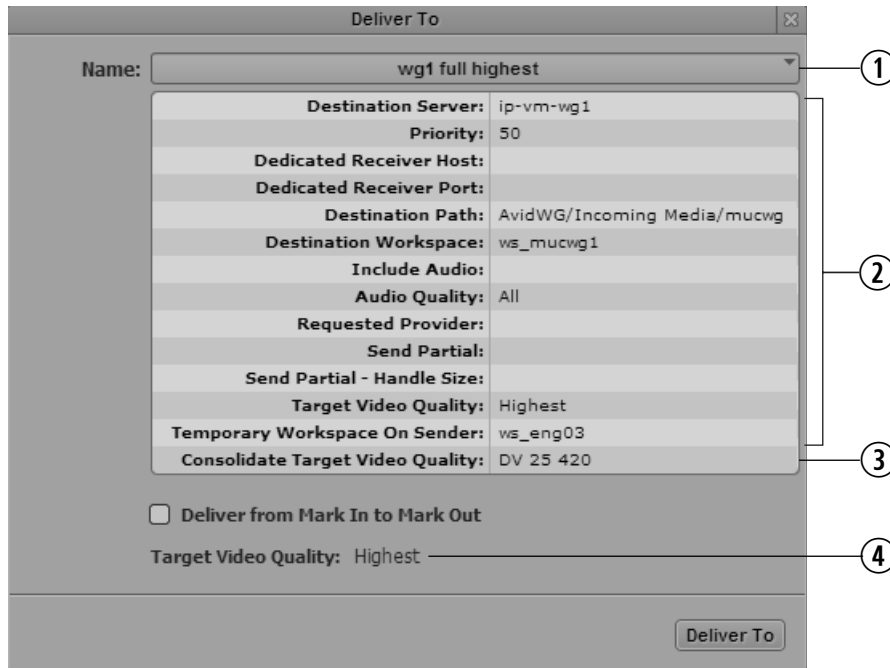 Deliver To
Name: wg1 full highest 1
Destination Server: ip-vm-wg1
Priority: 50
Dedicated Receiver Host:
Dedicated Receiver Port:
Destination Path: AvidWG/Incoming Media/mucwg
Destination Workspace: ws_mucwg1
2
Include Audio:
Audio Quality: All
Requested Provider:
Send Partial:
Send Partial - Handle Size:
Target Video Quality: Highest
Temporary Workspace On Sender: ws_eng03
Consolidate Target Video Quality: DV 25 420 3
Deliver from Mark In to Mark Out
Target Video Quality: Highest 4
Deliver To